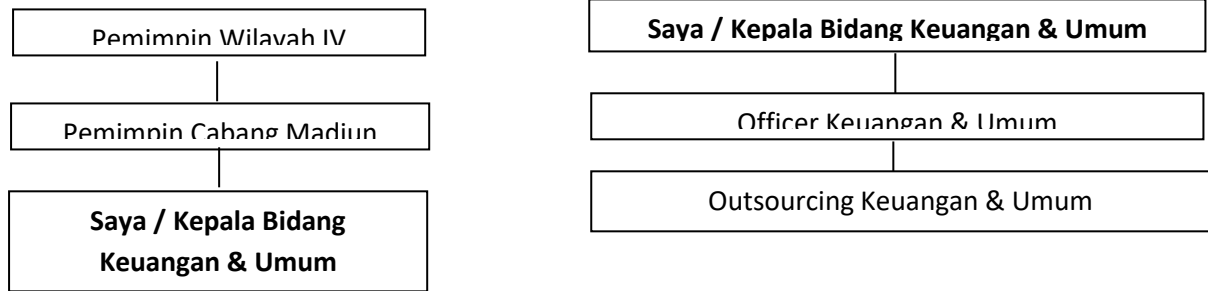 Pemimpin Wilayah IV
Pemimpin Cabang Madiun
Saya / Kepala Bidang
Keuangan & Umum
Saya / Kepala Bidang Keuangan & Umum
Officer Keuangan & Umum
Outsourcing Keuangan & Umum